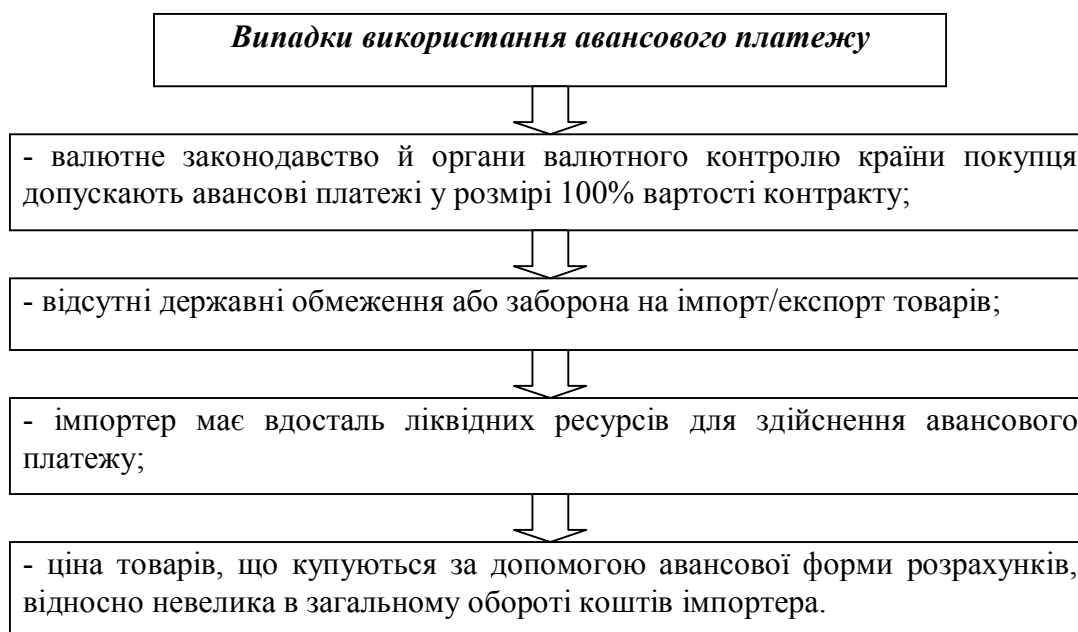 Випадки використання авансового платежу
- валютне законодавство й органи валютного контролю країни покупця
допускають авансові платежі у розмірі 100% вартості контракту;
- відсутні державні обмеження або заборона на імпорт/експорт товарів;
- імпортер має вдосталь ліквідних ресурсів для здійснення авансового
платежу;
- ціна товарів, що купуються за допомогою авансової форми розрахунків,
відносно невелика в загальному обороті коштів імпортера.